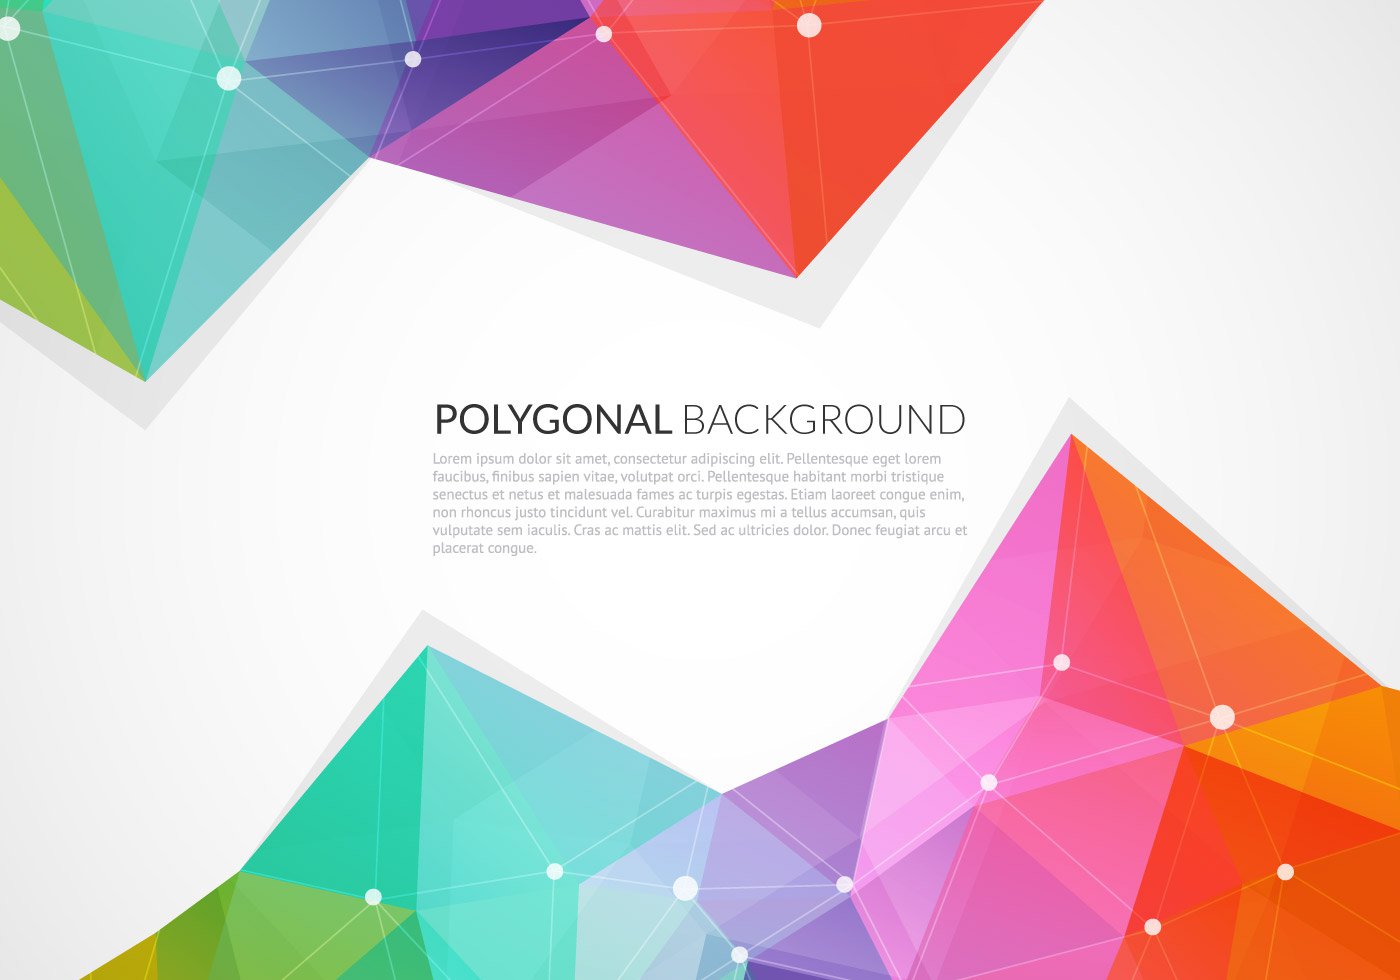 POLYGONAL BACKGROUND
Lorem ipsum dolor sit amet, consectetur adipiscing elit. Pellentesque eget lorem
faucibus, finibus sapien vitae, volutpat orci. Pellentesque habitant morbi tristique
senectus et netus et malesuada fames ac turpis egestas. Etiam laoreet congue enim,
non rhoncus justo tincidunt vel. Curabitur maximus mi a tellus accumsan, quis
vulputate sem iaculis. Cras ac mattis elit. Sed ac ultricies dolor. Donec feugiat arcu et
placerat congue.